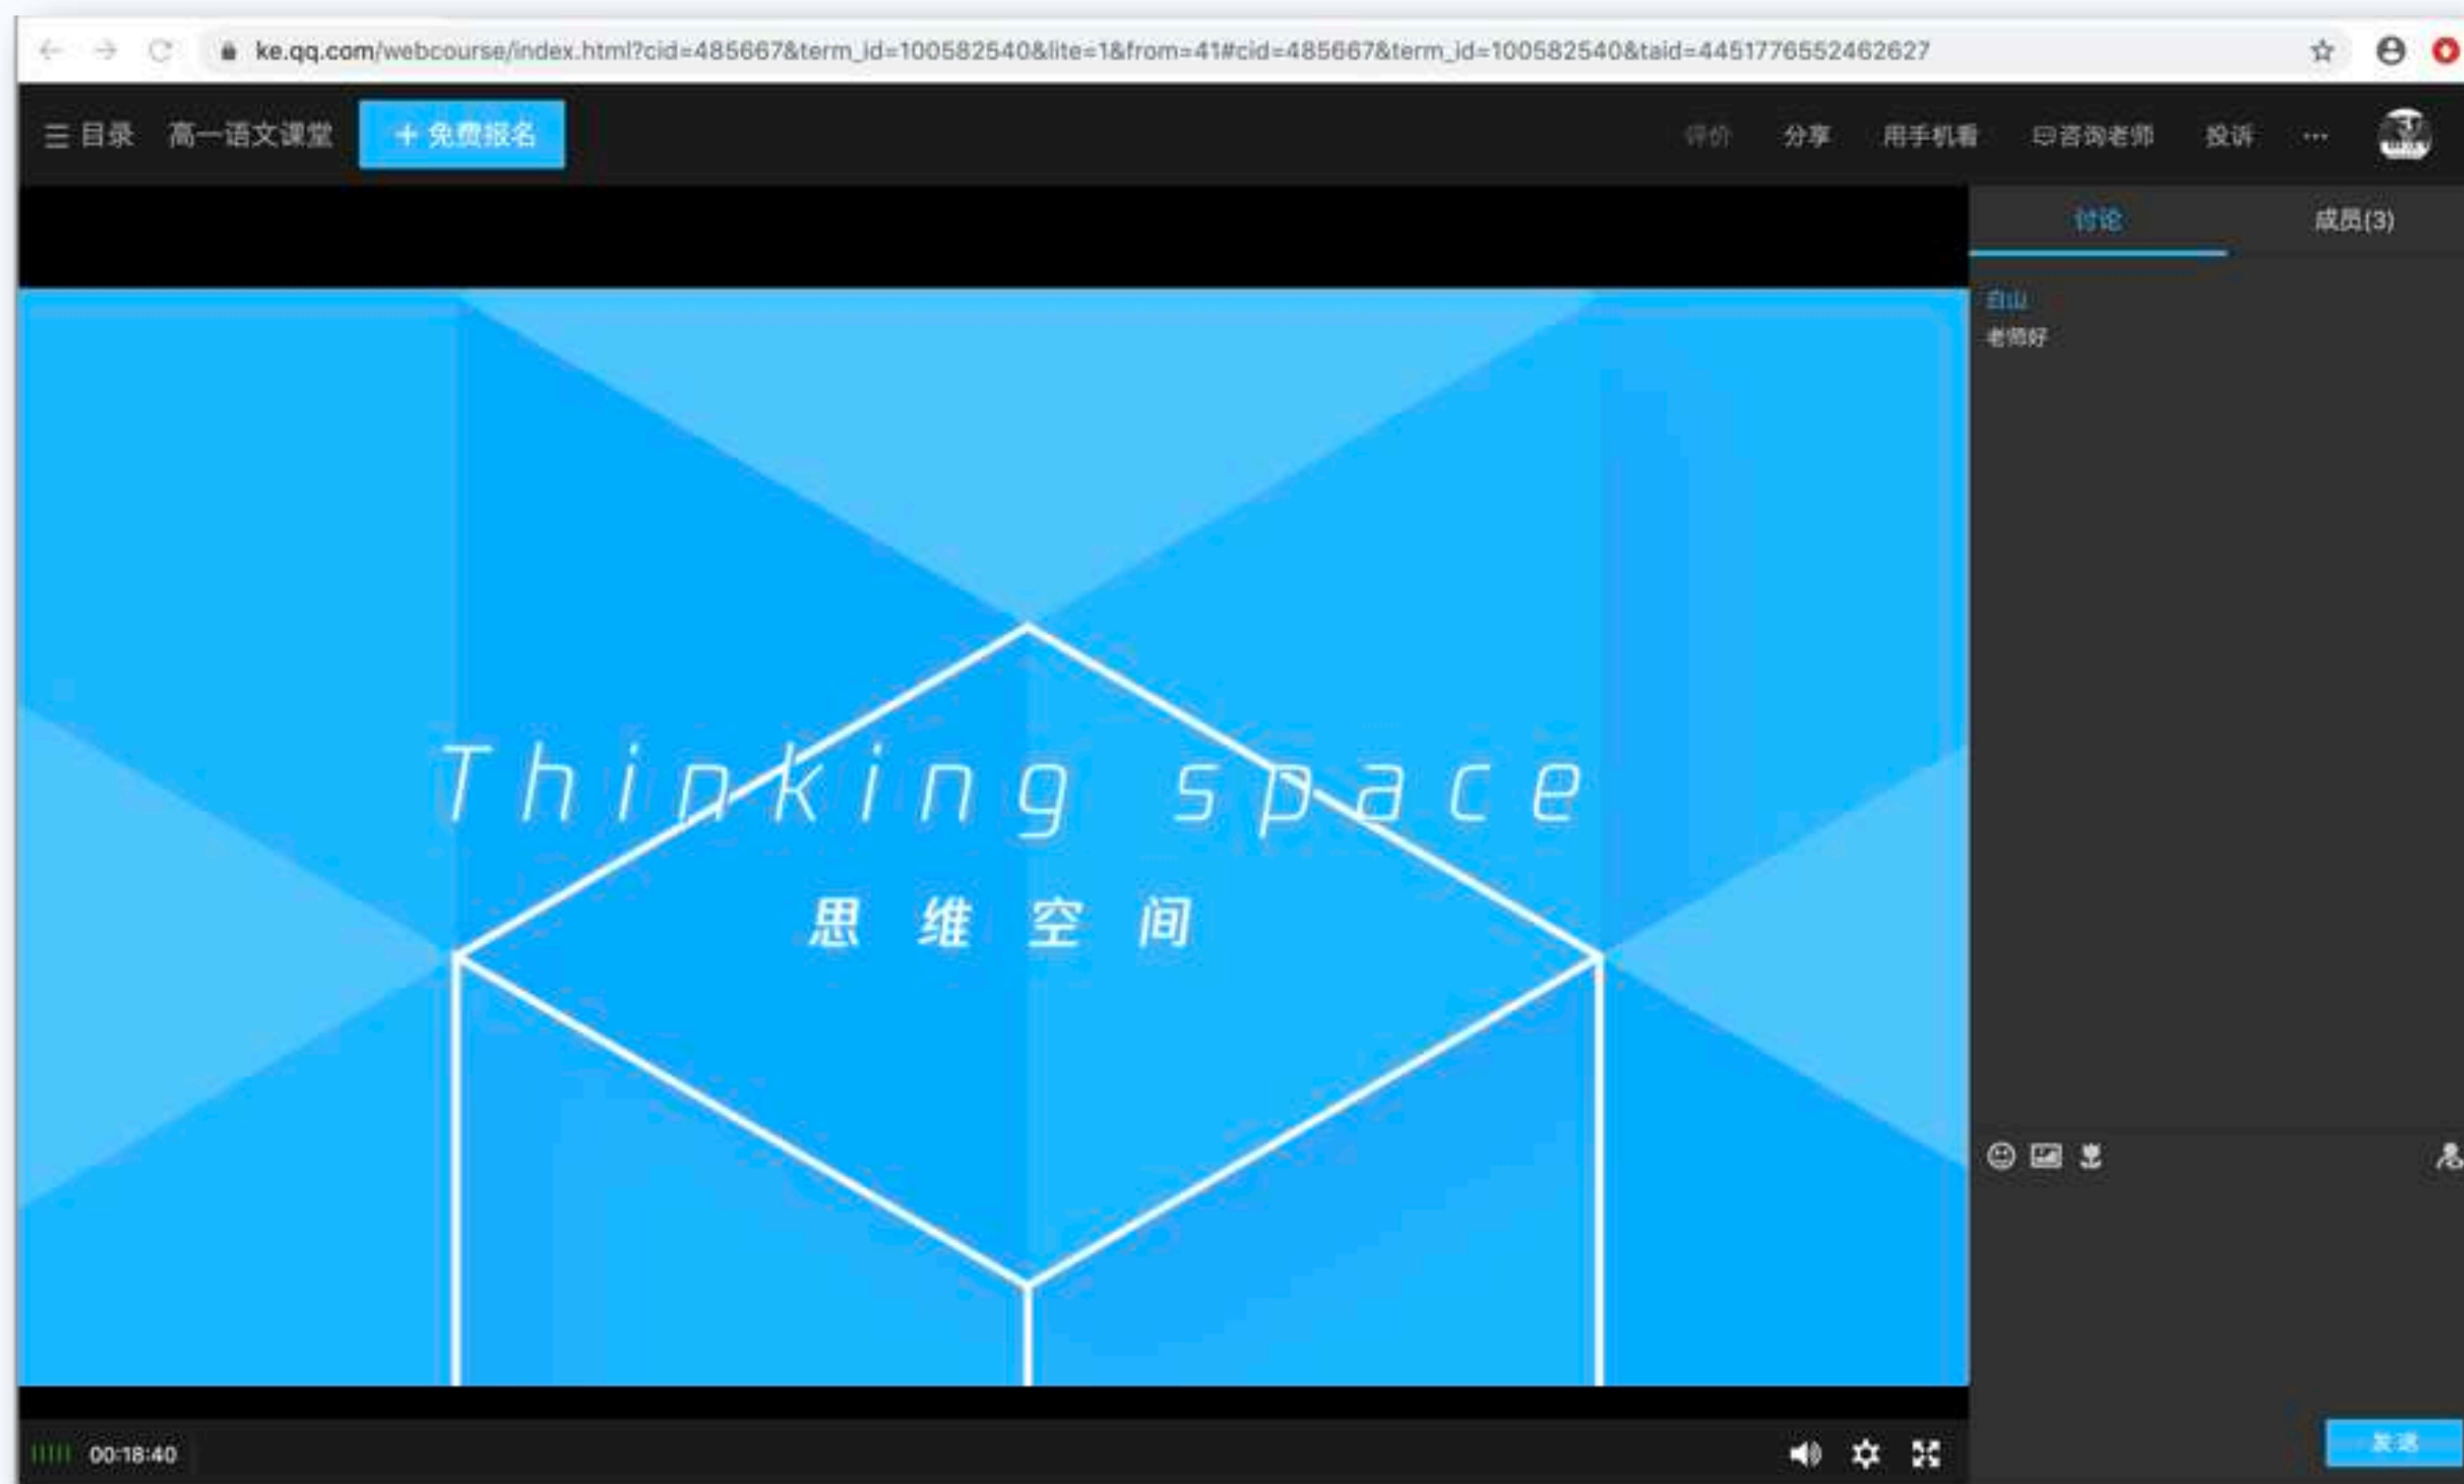 ke.qq.com/webcourse/index.html?cid=485667&term_id=100582540&lite=1&from=41#cid=485667&term_id=100582540&taid=4451776552462627
目录 高一语文课堂 + 免费报名 评价 分享 用手机看 咨询老师 投诉 ···
讨论 成员(3)
白山
老师好
Thinking space
思维空间
00:18:40
发送